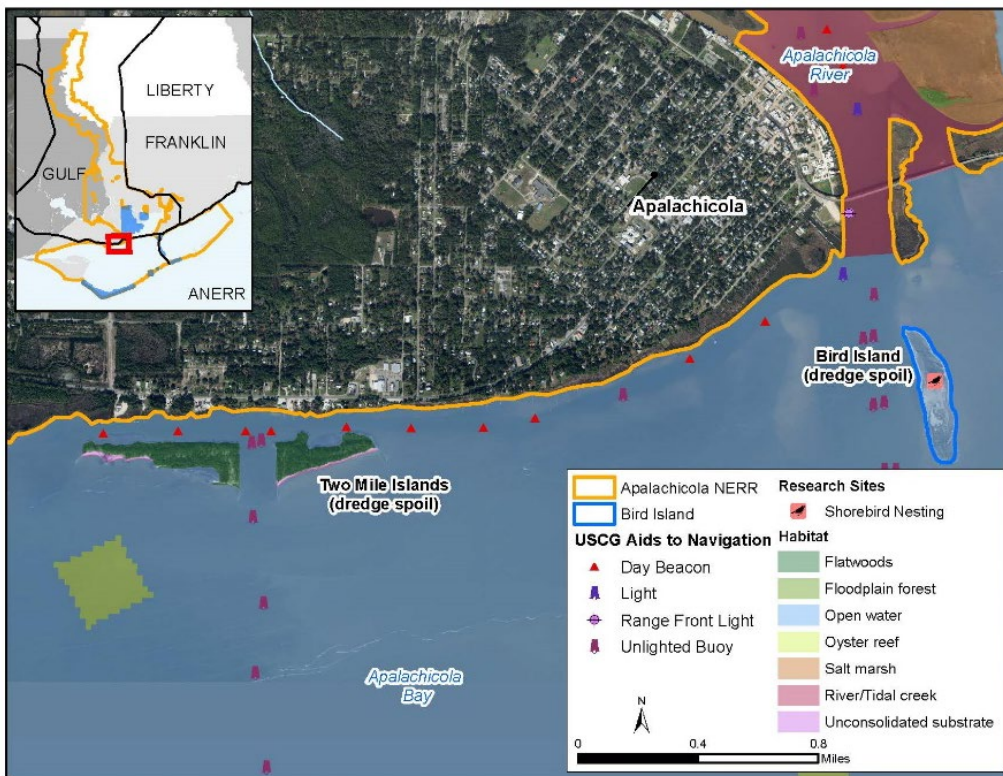 LIBERTY
FRANKLIN
GULF
ANERR
Apalachicola
River
Apalachicola
Bird Island
(dredge spoil)
Two Mile Islands
(dredge spoil)
Apalachicola
Bay
Apalachicola NERR
Bird Island
USCG Aids to Navigation
Day Beacon
Light
Range Front Light
Unlighted Buoy
Research Sites
Shorebird Nesting
Habitat
Flatwoods
Floodplain forest
Open water
Oyster reef
Salt marsh
River/Tidal creek
Unconsolidated substrate
N
0 0.4 0.8
Miles